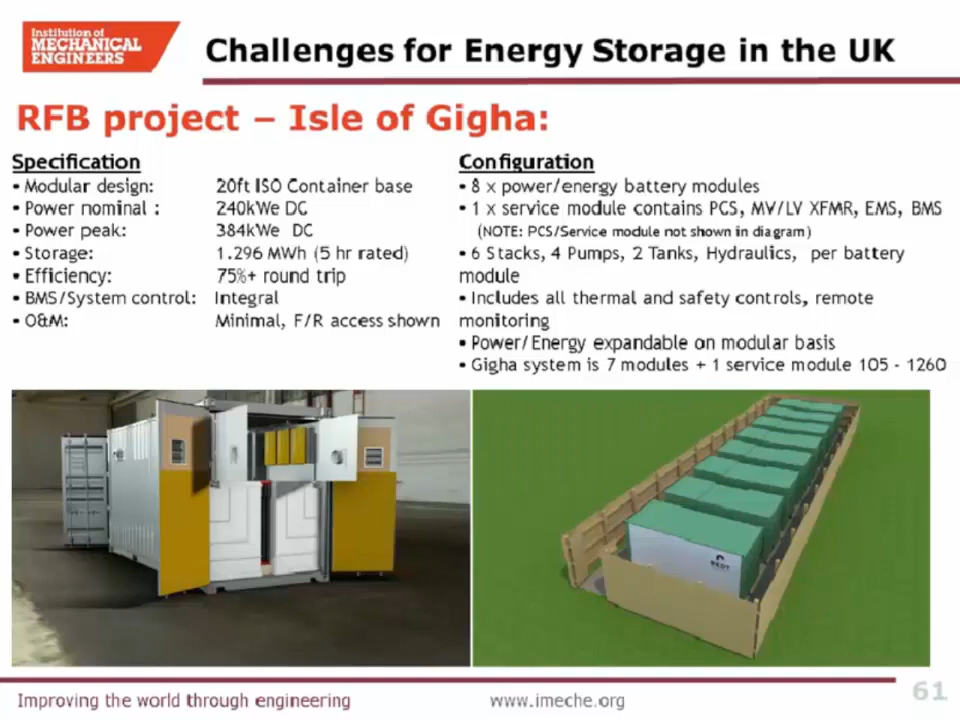 Institution of
MECHANICAL
ENGINEERS
Challenges for Energy Storage in the UK
RFB project – Isle of Gigha:
Specification
• Modular design: 20ft ISO Container base
• Power nominal : 240kWe DC
• Power peak: 384kWe DC
• Storage: 1.296 MWh (5 hr rated)
• Efficiency: 75%+ round trip
• BMS/System control: Integral
• O&M: Minimal, F/R access shown
Configuration
• 8 x power/energy battery modules
• 1 x service module contains PCS, MV/LV XFMR, EMS, BMS
(NOTE: PCS/Service module not shown in diagram)
• 6 Stacks, 4 Pumps, 2 Tanks, Hydraulics, per battery
module
• Includes all thermal and safety controls, remote
monitoring
• Power/Energy expandable on modular basis
• Gigha system is 7 modules + 1 service module 105 - 1260
Improving the world through engineering
www.imeche.org
61